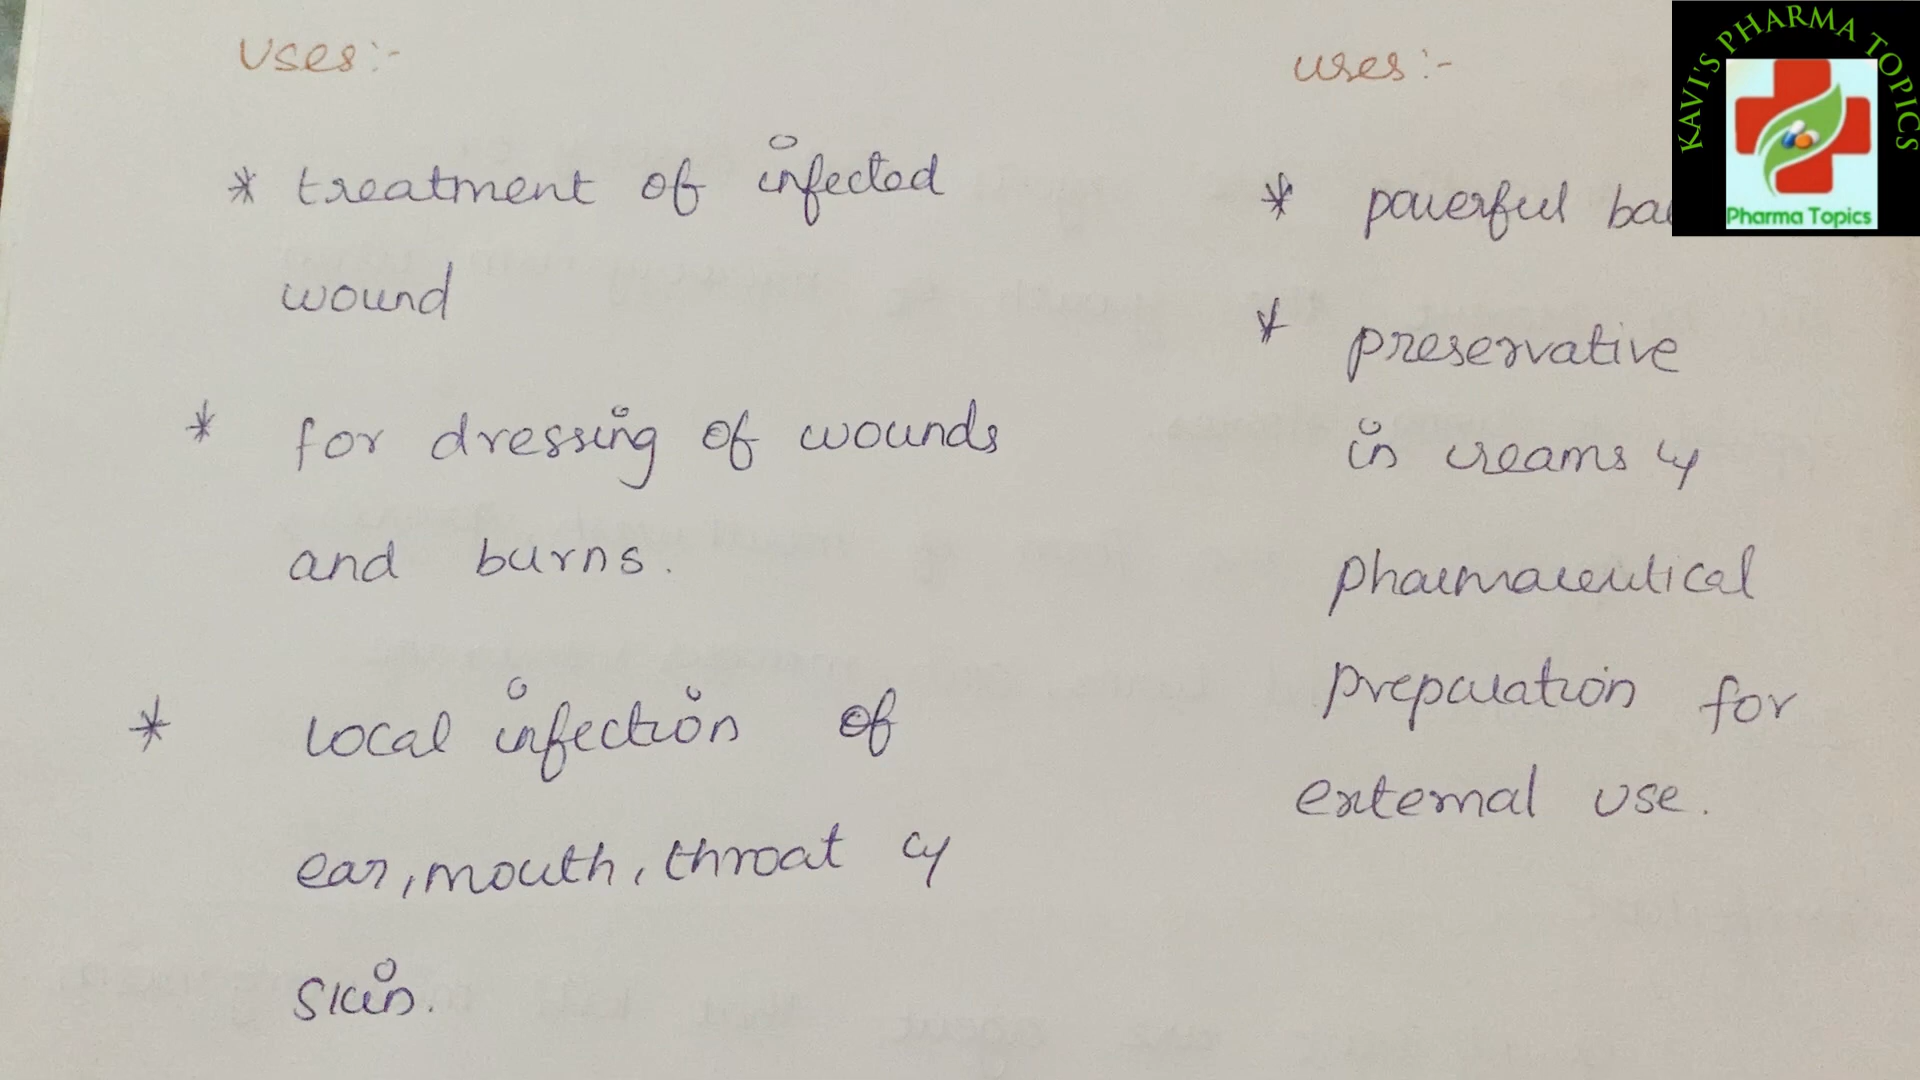 Uses:-
* treatment of infected
wound
* for dressing of wounds
and burns.
* Local infection of
ear, mouth, throat &
skin.
uses:-
* powerful
* preservative
in creams &
pharmaceutical
preparation for
external use.
KAVI'S PHARMA TOPICS
Pharma Topics